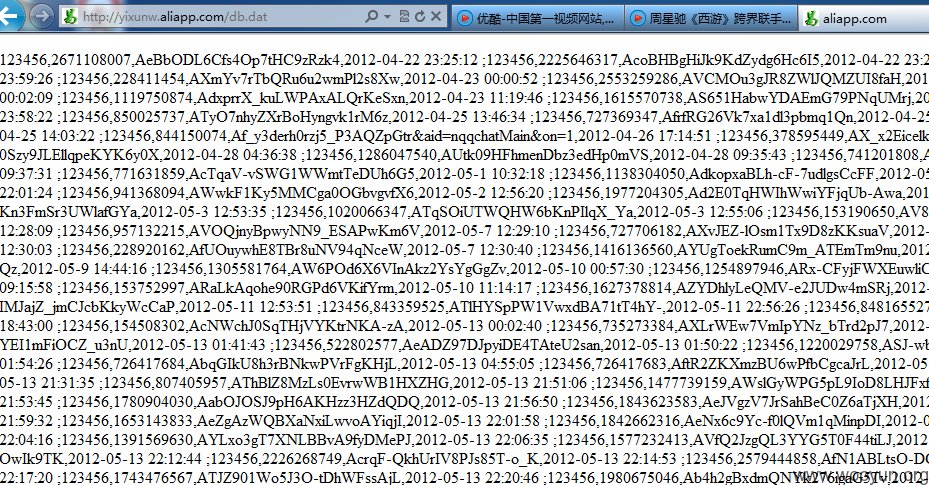 http://yixunw.aliapp.com/db.dat
优酷-中国第一视频网站,...
周星驰《西游》跨界联手...
aliapp.com
123456,2671108007,AeBbODL6Cfs4Op7tHC9zRzk4,2012-04-22 23:25:12 ;123456,2225646317,AcoBHBgHiJk9KdZydg6Hc6I5,2012-04-22 23
23:59:26 ;123456,228411454,AXmYv7rTbQRu6u2wmPl2s8Xw,2012-04-23 00:00:52 ;123456,2553259286,AVCMOu3gJR8ZWlJQMZUI8faH,201
00:02:09 ;123456,1119750874,AdxprrX_kuLWPAxALQrKeSxn,2012-04-23 11:19:46 ;123456,1615570738,AS651HabwYDAEmG79PNqUMrj,20
23:58:22 ;123456,850025737,ATyO7nhyZXrBoHyngvk1rM6z,2012-04-25 13:46:34 ;123456,727369347,AfrfRG26Vk7xa1dl3pbmq1Qn,2012-
04-25 14:03:22 ;123456,844150074,Af_y3derh0rzj5_P3AQZpGtr&aid=nqqchatMain&on=1,2012-04-26 17:14:51 ;123456,378595449,AX_x2Eicelk
0Szy9JLEllqpeKYK6y0X,2012-04-28 04:36:38 ;123456,1286047540,AUtk09HFhmenDbz3edHp0mVS,2012-04-28 09:35:43 ;123456,741201808,A
09:37:31 ;123456,771631859,AcTqaV-vSWG1WWmtTeDUh6G5,2012-05-1 10:32:18 ;123456,1138304050,AdkopxaBLh-cF-7udlgsCcFF,2012-05
22:01:24 ;123456,941368094,AWwkF1Ky5MMCga0OGbvgvfX6,2012-05-2 12:56:20 ;123456,1977204305,Ad2E0TqHWIhWwiYFjqUb-Awa,201
Kn3FmSr3UWlafGYa,2012-05-3 12:53:35 ;123456,1020066347,ATqSOiUTWQHW6bKnPIlqX_Ya,2012-05-3 12:55:06 ;123456,153190650,AV8
12:28:09 ;123456,957132215,AVOQjnyBpwyNN9_ESAPwKm6V,2012-05-7 12:29:10 ;123456,727706182,AXvJEZ-lOsm1Tx9D8zKKsuaV,2012-
12:30:03 ;123456,228920162,AfUOuywhE8TBr8uNV94qNceW,2012-05-7 12:30:40 ;123456,1416136560,AYUgToekRumC9m_ATEmTm9nu,2012
Qz,2012-05-9 14:44:16 ;123456,1305581764,AW6POd6X6VInAkz2YsYgGgZv,2012-05-10 00:57:30 ;123456,1254897946,ARx-CFyjFWXEuwliC
09:15:58 ;123456,153752997,ARaLkAqohe90RGPd6VKifYrm,2012-05-10 11:14:17 ;123456,1627378814,AZYDhlyLeQMV-e2JUDw4mSRj,2012-
IMJajZ_jmCJcbKkyWcCaP,2012-05-11 12:53:51 ;123456,843359525,ATlHYSpPW1VwxdBA71tT4hY-,2012-05-11 22:56:26 ;123456,848165527
18:43:00 ;123456,154508302,AcNWchJ0SqTHjVYKtrNKA-zA,2012-05-13 00:02:40 ;123456,735273384,AXLrWEw7VmIpYNz_bTrd2pJ7,2012-
YEI1mFiOCZ_u3nU,2012-05-13 01:41:43 ;123456,522802577,AeADZ97DJpyiDE4TAteU2san,2012-05-13 01:50:22 ;123456,1220029758,ASJ-wb
01:54:26 ;123456,726417684,AbqGlkU8h3rBNkwPVrFgKHjL,2012-05-13 04:55:05 ;123456,726417683,AftR2ZKXmzBU6wPfbCgcaJrL,2012-05
05-13 21:31:35 ;123456,807405957,AThBlZ8MzLs0EvrwWB1HXZHG,2012-05-13 21:51:06 ;123456,1477739159,AWslGyWPG5pL9IoD8LHJFxf
21:53:45 ;123456,1780904030,AabOJOSJ9pH6AKHzz3HZdQDQ,2012-05-13 21:56:50 ;123456,1843623583,AeJVgzV7JrSahBeC0Z6aTjXH,2012
21:59:32 ;123456,1653143833,AeZgAzWQBXaNxiLwvoAYiqjI,2012-05-13 22:01:58 ;123456,1842662316,AeNx6c9Yc-f0lQVm1qMinpDI,2012-0
22:04:16 ;123456,1391569630,AYLxo3gT7XNLBBvA9fyDMePJ,2012-05-13 22:06:35 ;123456,1577232413,AVfQ2JzgQL3YYG5T0F44tiLJ,2012-
OwIk9TK,2012-05-13 22:12:44 ;123456,2226268749,AcrqF-QkhUrIV8PJs85T-o_K,2012-05-13 22:14:53 ;123456,2579444858,AfN1ABLtsO-DO
22:17:20 ;123456,1743476567,ATJZ901Wo5J3O-tDhWFssAjL,2012-05-13 22:20:46 ;123456,1980675046,Ab4h2gBxdmQNVk276igaG5Tv,2012-
www.wooyun.org